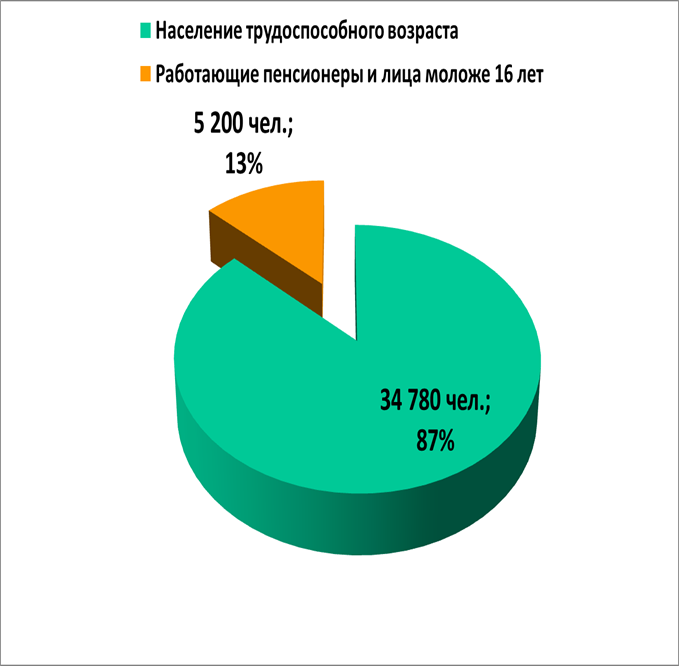 Население трудоспособного возраста
Работающие пенсионеры и лица моложе 16 лет
5 200 чел.;
13%
34 780 чел.;
87%